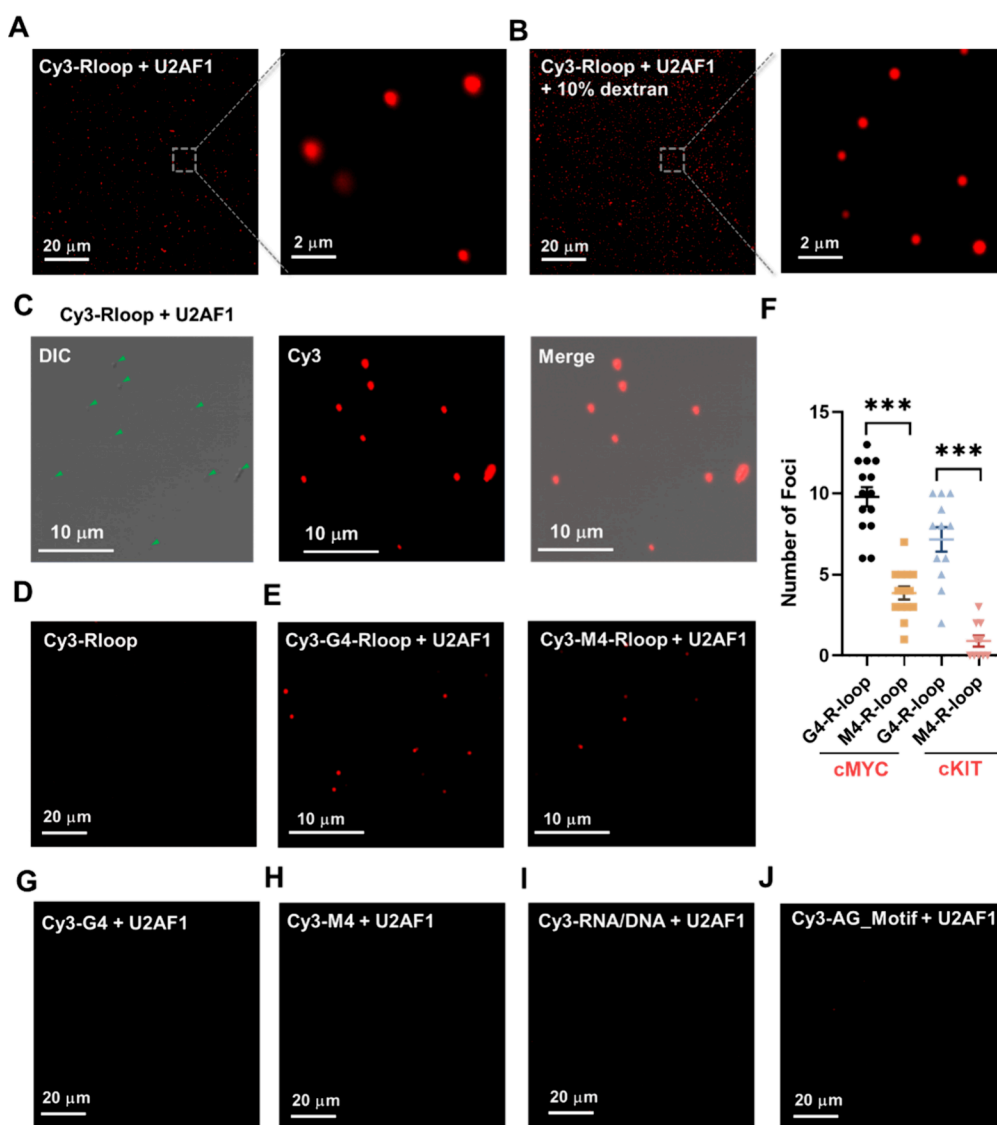 A
Cy3-Rloop + U2AF1
20 μm
2 μm
B
Cy3-Rloop + U2AF1
+ 10% dextran
20 μm
2 μm
C
Cy3-Rloop + U2AF1
DIC
10 μm
Cy3
Merge
10 μm
F
Number of Foci
15
10
5
0
***
***
G4-R-loop
M4-R-loop
G4-R-loop
M4-R-loop
cMYC
cKIT
D
Cy3-Rloop
20 μm
E
Cy3-G4-Rloop + U2AF1
10 μm
Cy3-M4-Rloop + U2AF1
10 μm
G
Cy3-G4 + U2AF1
20 μm
H
Cy3-M4 + U2AF1
20 μm
I
Cy3-RNA/DNA + U2AF1
20 μm
J
Cy3-AG_Motif + U2AF1
20 μm